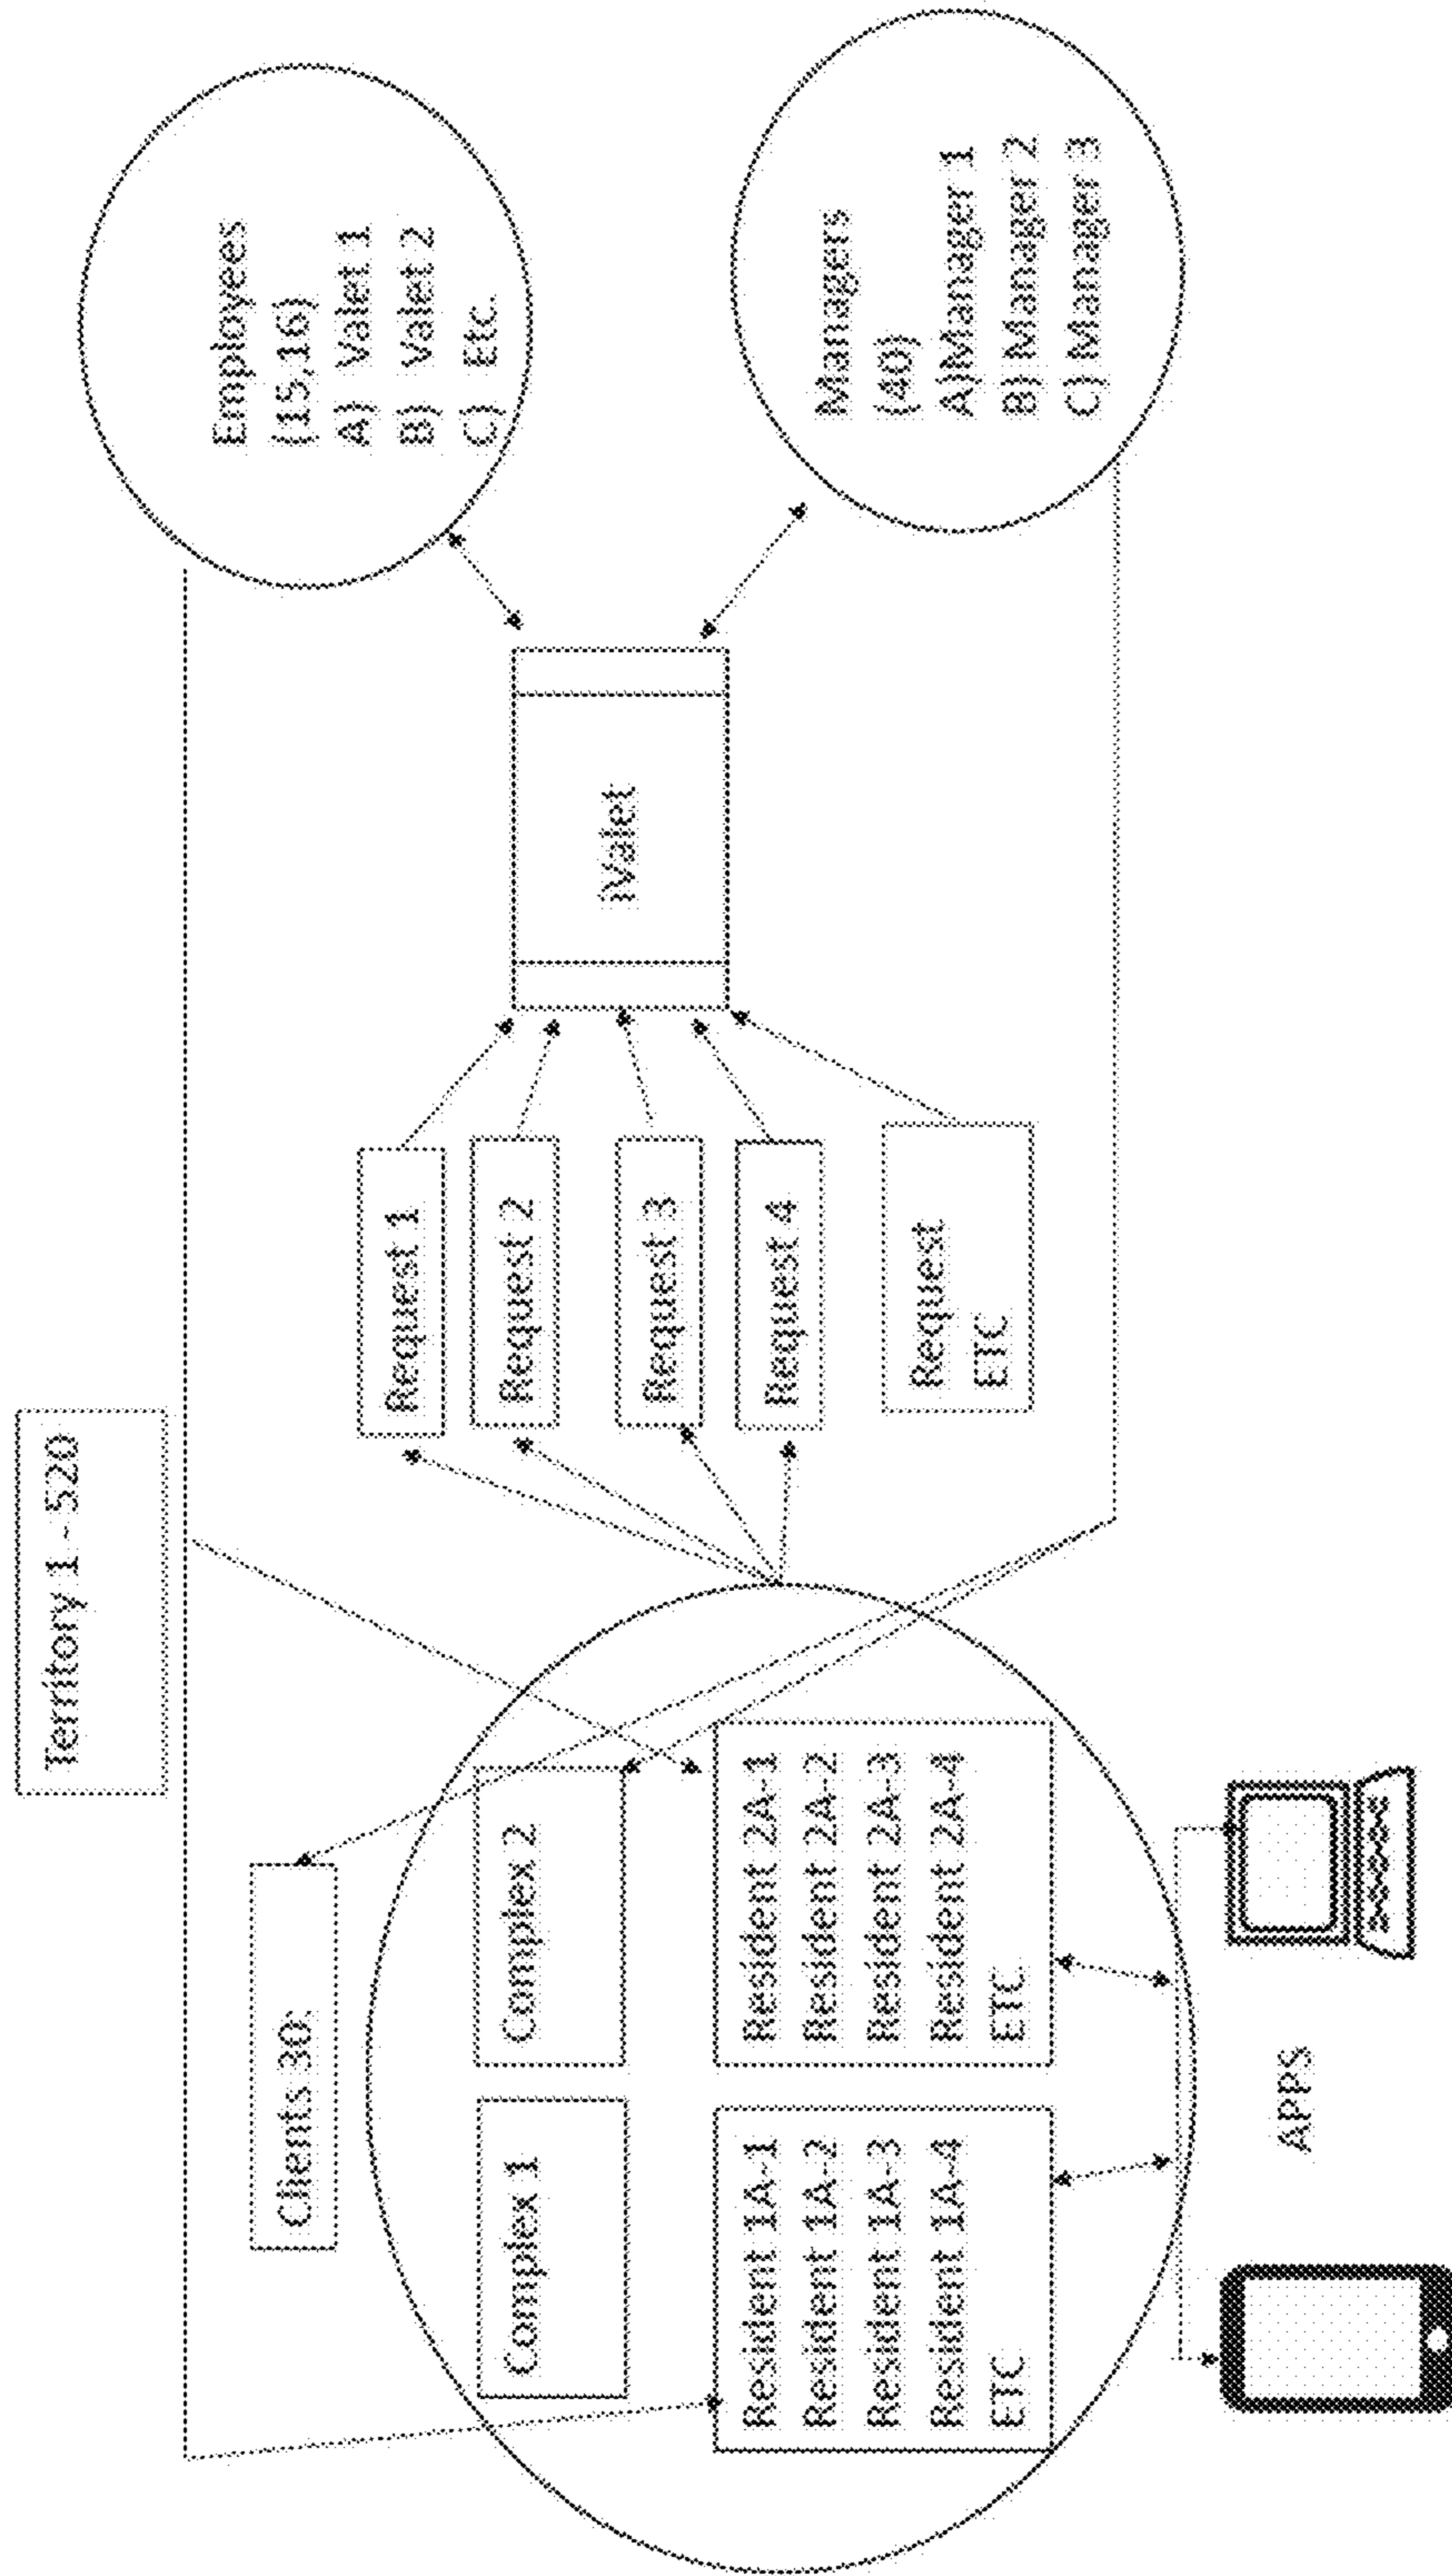 Territory 1 - 520
Clients 30
Complex 1
Complex 2
Resident 1A-1
Resident 1A-2
Resident 1A-3
Resident 1A-4
ETC
Resident 2A-1
Resident 2A-2
Resident 2A-3
Resident 2A-4
ETC
APPS
Request 1
Request 2
Request 3
Request 4
Request
ETC
iValet
Employees
(15,16)
A) Valet 1
B) Valet 2
C) Etc.
Managers
(40)
A)Manager 1
B) Manager 2
C) Manager 3